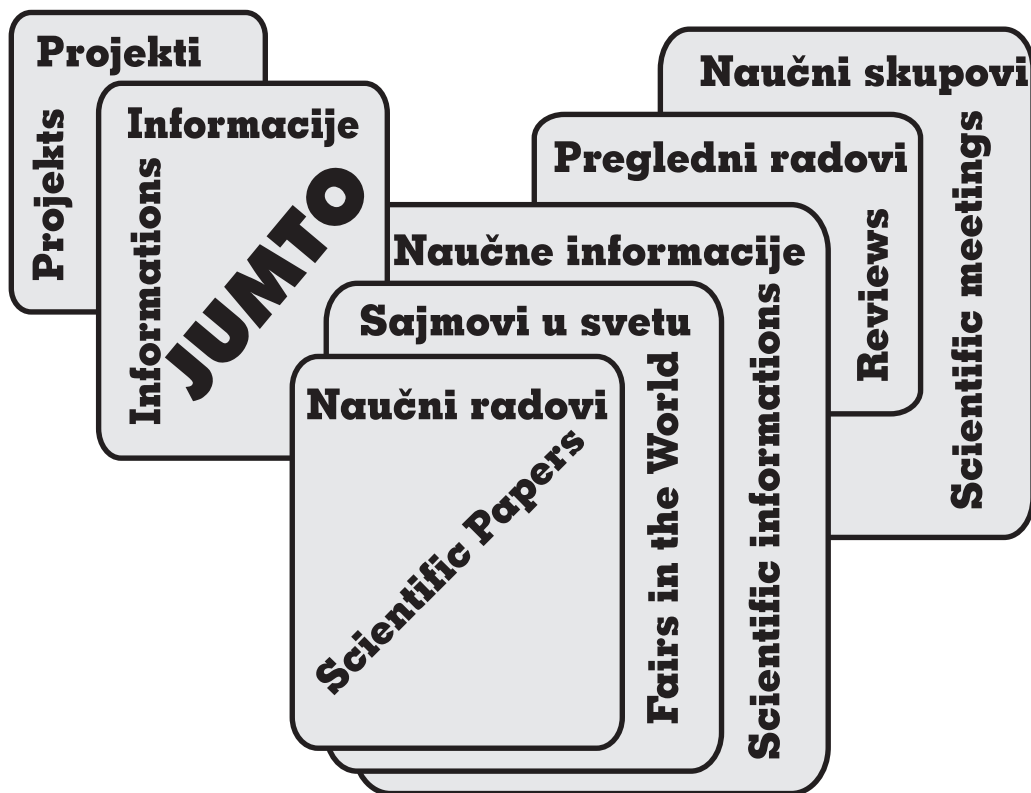 Projekti
Projekts
Informacije
Informations
JUMTO
Naučni skupovi
Scientific meetings
Pregledni radovi
Reviews
Naučne informacije
Scientific informations
Sajmovi u svetu
Fairs in the World
Naučni radovi
Scientific Papers